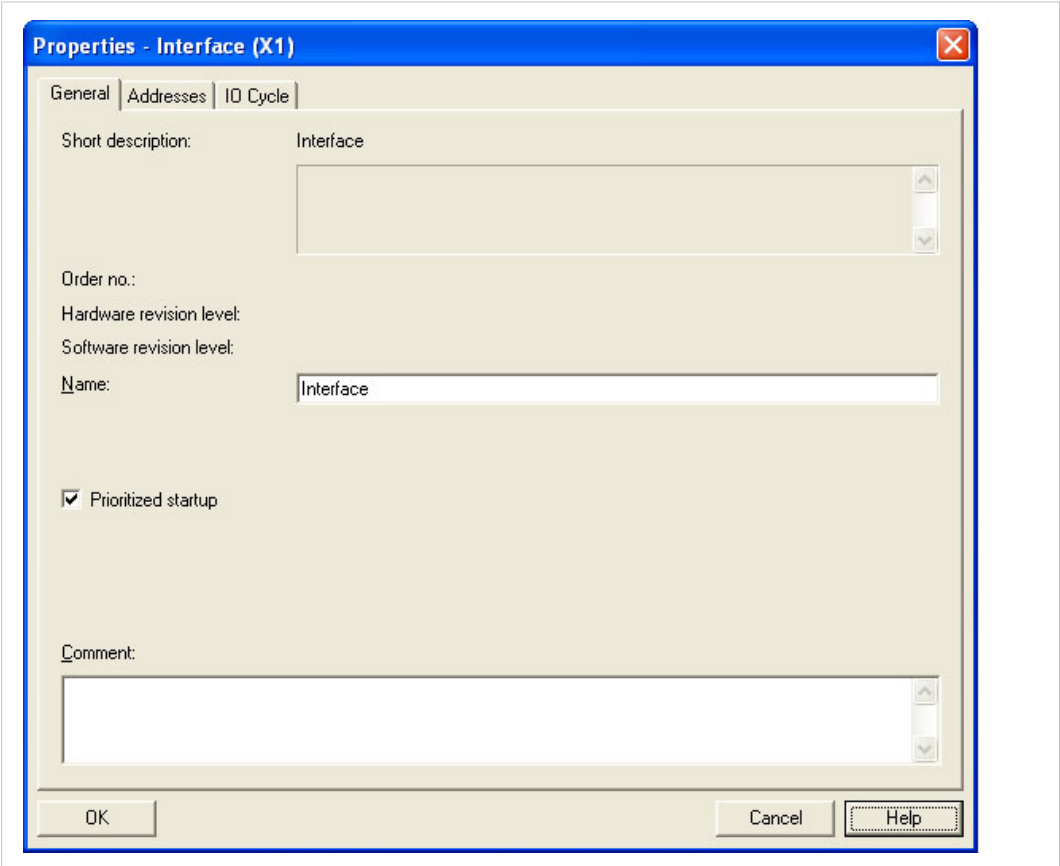 Properties - Interface (X1)
General Addresses IO Cycle
Short description: Interface
Order no.:
Hardware revision level:
Software revision level:
Name: Interface
Prioritized startup
Comment:
OK Cancel Help